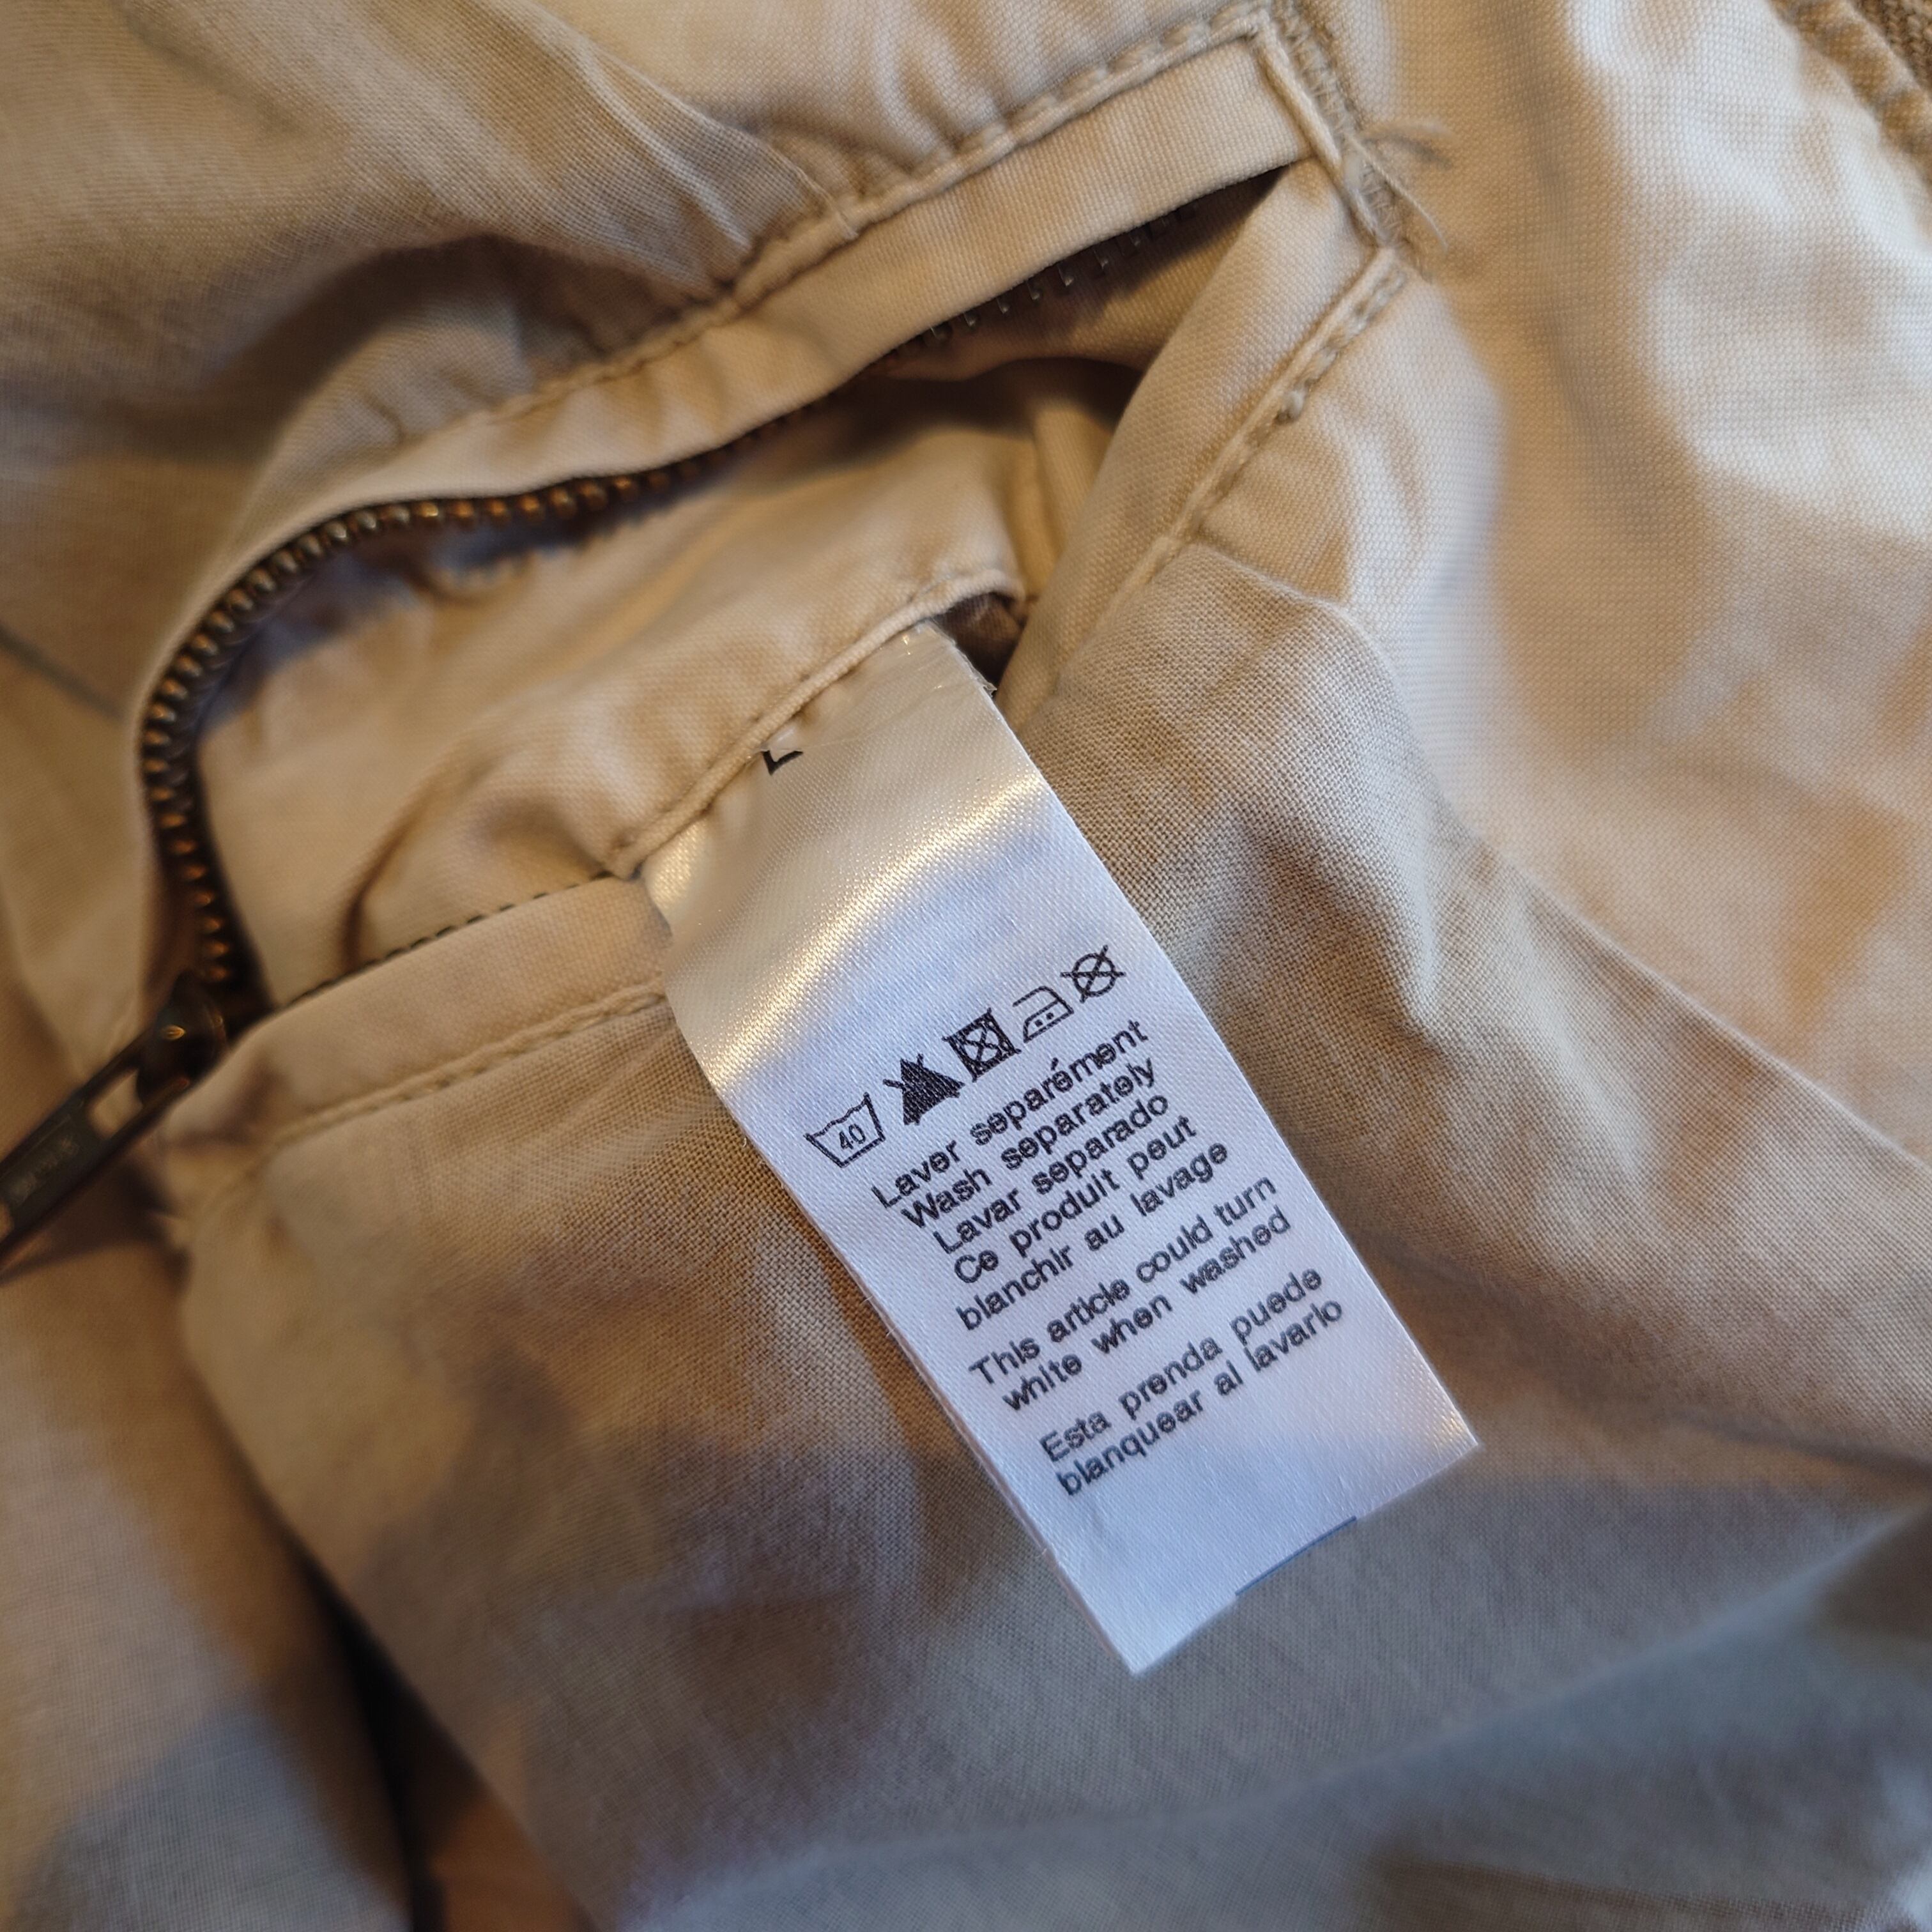 L
40
Laver separément
Wash separately
Lavar separado
Ce produit peut
blanchir au lavage
This article could turn
white when washed
Esta prenda puede
blanquear al lavarlo